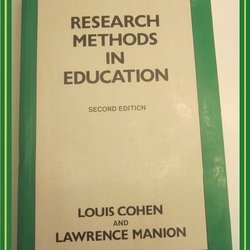 RESEARCH
METHODS
IN
EDUCATION
SECOND EDITION
LOUIS COHEN
AND
LAWRENCE MANION